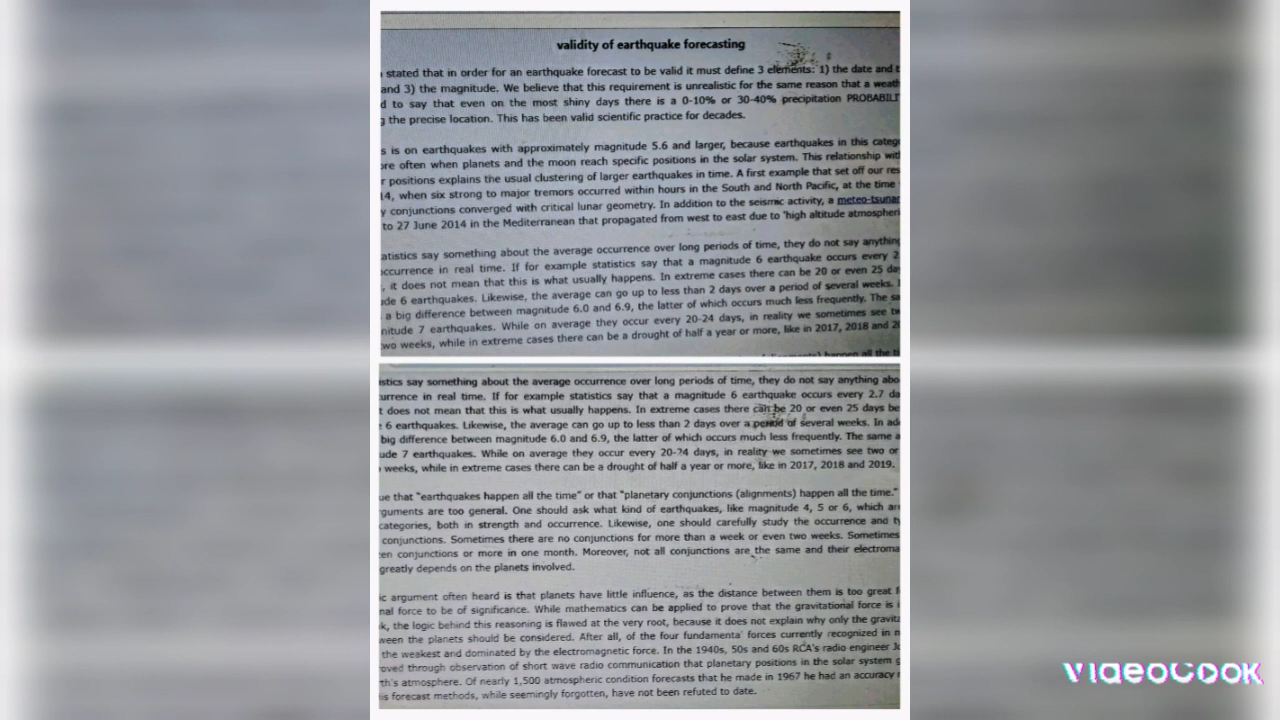 validity of earthquake forecasting
stated that in order for an earthquake forecast to be valid it must define 3 elements: 1) the date and t
and 3) the magnitude. We believe that this requirement is unrealistic for the same reason that a weath
d to say that even on the most shiny days there is a 0-10% or 30-40% precipitation PROBABILIT
g the precise location. This has been valid scientific practice for decades.
s is on earthquakes with approximately magnitude 5.6 and larger, because earthquakes in this catego
ore often when planets and the moon reach specific positions in the solar system. This relationship with
r positions explains the usual clustering of larger earthquakes in time. A first example that set off our res
14, when six strong to major tremors occurred within hours in the South and North Pacific, at the time
y conjunctions converged with critical lunar geometry. In addition to the seismic activity, a meteo-tsunar
to 27 June 2014 in the Mediterranean that propagated from west to east due to 'high altitude atmospheri
atistics say something about the average occurrence over long periods of time, they do not say anything
occurrence in real time. If for example statistics say that a magnitude 6 earthquake occurs every 2
, it does not mean that this is what usually happens. In extreme cases there can be 20 or even 25 da
ude 6 earthquakes. Likewise, the average can go up to less than 2 days over a period of several weeks. I
a big difference between magnitude 6.0 and 6.9, the latter of which occurs much less frequently. The sa
nitude 7 earthquakes. While on average they occur every 20-24 days, in reality we sometimes see tw
two weeks, while in extreme cases there can be a drought of half a year or more, like in 2017, 2018 and 20
happen all the ti
istics say something about the average occurrence over long periods of time, they do not say anything abo
urrence in real time. If for example statistics say that a magnitude 6 earthquake occurs every 2.7 da
t does not mean that this is what usually happens. In extreme cases there can be 20 or even 25 days be
e 6 earthquakes. Likewise, the average can go up to less than 2 days over a period of several weeks. In ad
big difference between magnitude 6.0 and 6.9, the latter of which occurs much less frequently. The same a
ude 7 earthquakes. While on average they occur every 20-24 days, in reality we sometimes see two or
weeks, while in extreme cases there can be a drought of half a year or more, like in 2017, 2018 and 2019.
ue that "earthquakes happen all the time" or that "planetary conjunctions (alignments) happen all the time."
guments are too general. One should ask what kind of earthquakes, like magnitude 4, 5 or 6, which are
categories, both in strength and occurrence. Likewise, one should carefully study the occurrence and ty
conjunctions. Sometimes there are no conjunctions for more than a week or even two weeks. Sometimes
en conjunctions or more in one month. Moreover, not all conjunctions are the same and their electroma
greatly depends on the planets involved.
ic argument often heard is that planets have little influence, as the distance between them is too great f
nal force to be of significance. While mathematics can be applied to prove that the gravitational force is i
k, the logic behind this reasoning is flawed at the very root, because it does not explain why only the gravita
ween the planets should be considered. After all, of the four fundamental forces currently recognized in n
the weakest and dominated by the electromagnetic force. In the 1940s, 50s and 60s RCA's radio engineer Jo
oved through observation of short wave radio communication that planetary positions in the solar system g
th's atmosphere. Of nearly 1,500 atmospheric condition forecasts that he made in 1967 he had an accuracy r
is forecast methods, while seemingly forgotten, have not been refuted to date.
VIDEOCOOK